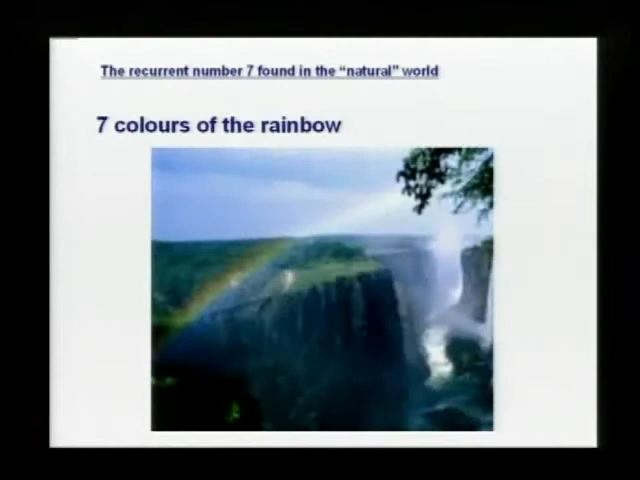 The recurrent number 7 found in the “natural” world
7 colours of the rainbow